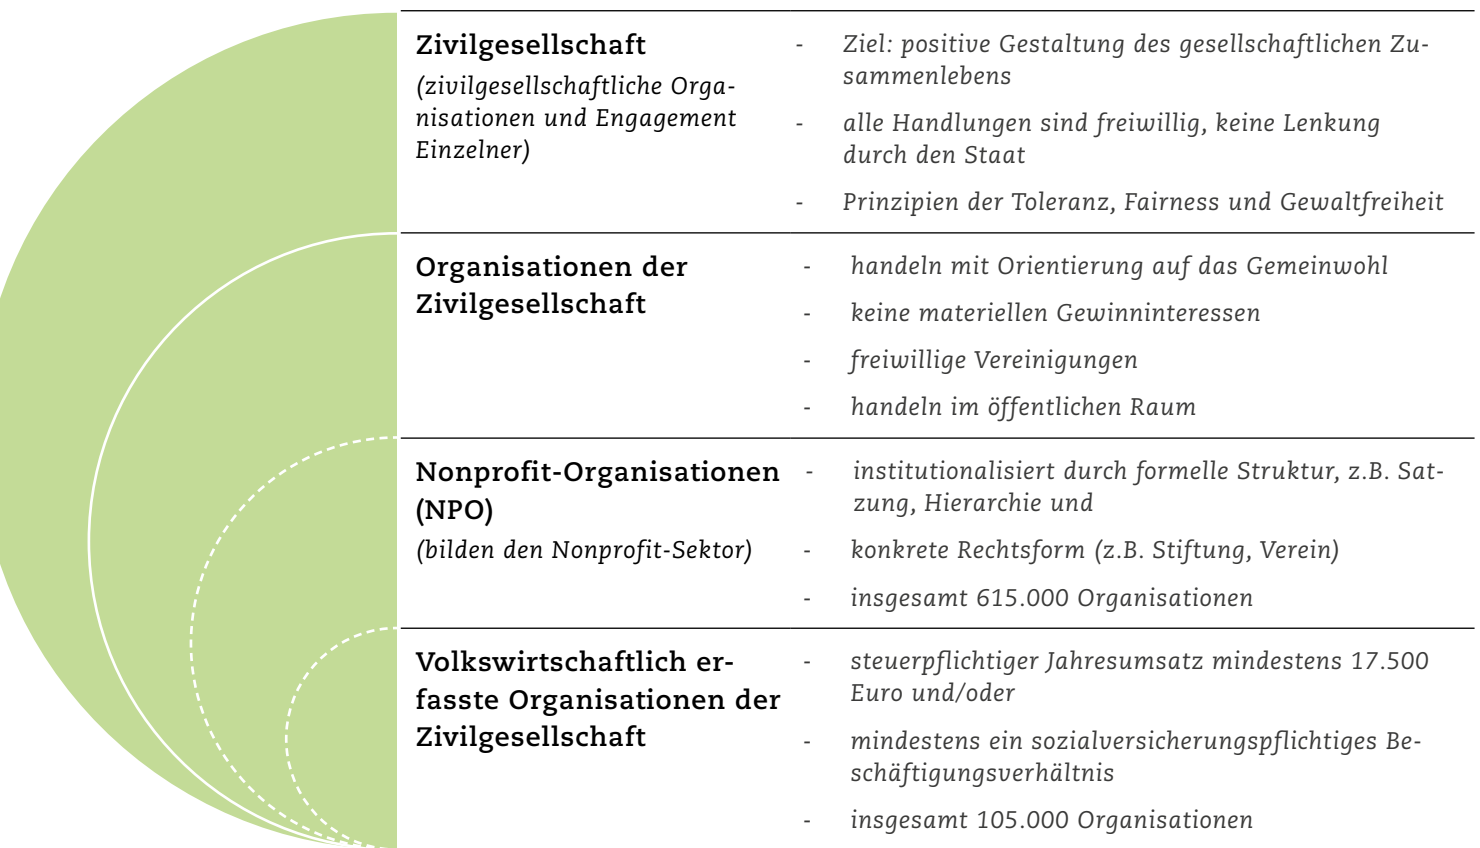 Zivilgesellschaft
(zivilgesellschaftliche Orga-
nisationen und Engagement
Einzelner)
- Ziel: positive Gestaltung des gesellschaftlichen Zu-
sammenlebens
- alle Handlungen sind freiwillig, keine Lenkung
durch den Staat
- Prinzipien der Toleranz, Fairness und Gewaltfreiheit
Organisationen der
Zivilgesellschaft
- handeln mit Orientierung auf das Gemeinwohl
- keine materiellen Gewinninteressen
- freiwillige Vereinigungen
- handeln im öffentlichen Raum
Nonprofit-Organisationen
(NPO)
(bilden den Nonprofit-Sektor)
- institutionalisiert durch formelle Struktur, z.B. Sat-
zung, Hierarchie und
- konkrete Rechtsform (z.B. Stiftung, Verein)
- insgesamt 615.000 Organisationen
Volkswirtschaftlich er-
fasste Organisationen der
Zivilgesellschaft
- steuerpflichtiger Jahresumsatz mindestens 17.500
Euro und/oder
- mindestens ein sozialversicherungspflichtiges Be-
schäftigungsverhältnis
- insgesamt 105.000 Organisationen